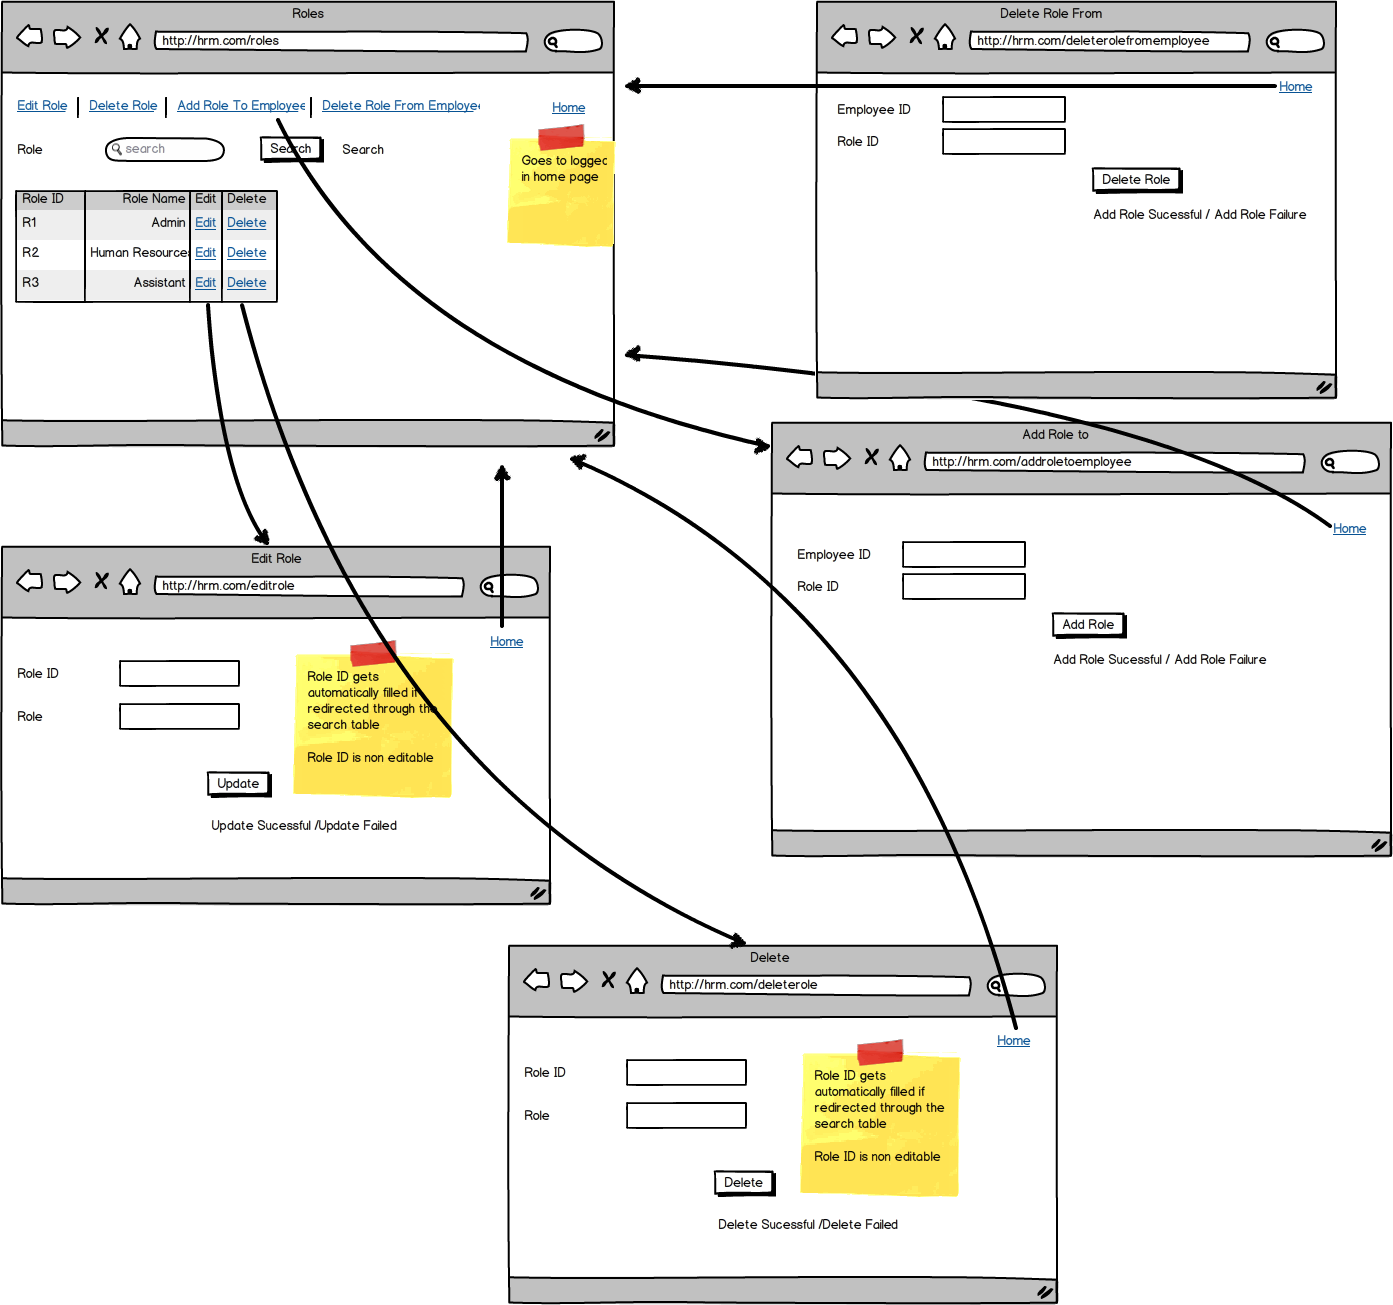 Roles
http://hrm.com/roles
Edit Role
Delete Role
Add Role To Employee
Delete Role From Employee
Home
Role
search
Search
Search
Goes to logged
in home page
Role ID Role Name Edit Delete
R1 Admin Edit Delete
R2 Human Resources Edit Delete
R3 Assistant Edit Delete
Delete Role From
http://hrm.com/deleterolefromemployee
Home
Employee ID
Role ID
Delete Role
Add Role Sucessful / Add Role Failure
Add Role to
http://hrm.com/addroletoemployee
Home
Employee ID
Role ID
Add Role
Add Role Sucessful / Add Role Failure
Edit Role
http://hrm.com/editrole
Home
Role ID
Role
Role ID gets
automatically filled if
redirected through the
search table
Role ID is non editable
Update
Update Sucessful /Update Failed
Delete
http://hrm.com/deleterole
Home
Role ID
Role
Role ID gets
automatically filled if
redirected through the
search table
Role ID is non editable
Delete
Delete Sucessful /Delete Failed